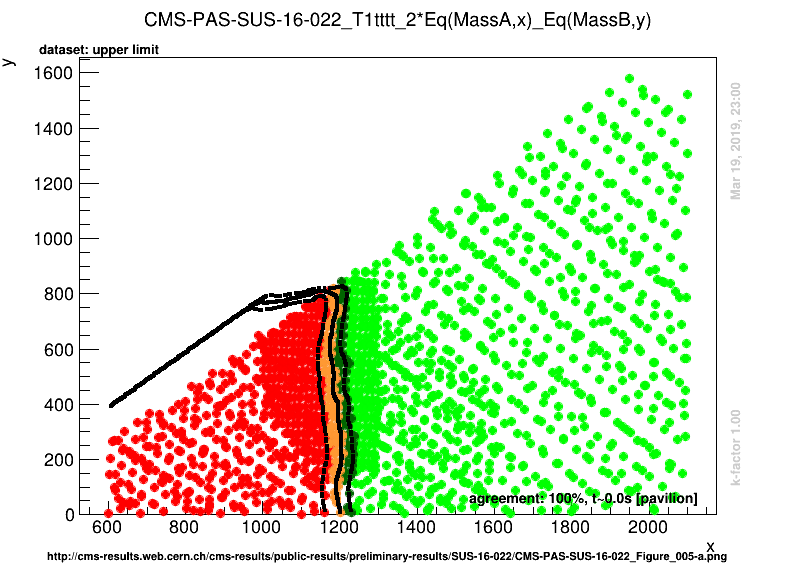 CMS-PAS-SUS-16-022_T1tttt_2*Eq(MassA,x)_Eq(MassB,y)
dataset: upper limit
y
1600
1400
1200
1000
800
600
400
200
0
600
800
1000
1200
1400
1600
1800
2000
x
Mar 19, 2019, 23:00
k-factor 1.00
agreement: 100%, t~0.0s [pavilion]
http://cms-results.web.cern.ch/cms-results/public-results/preliminary-results/SUS-16-022/CMS-PAS-SUS-16-022_Figure_005-a.png